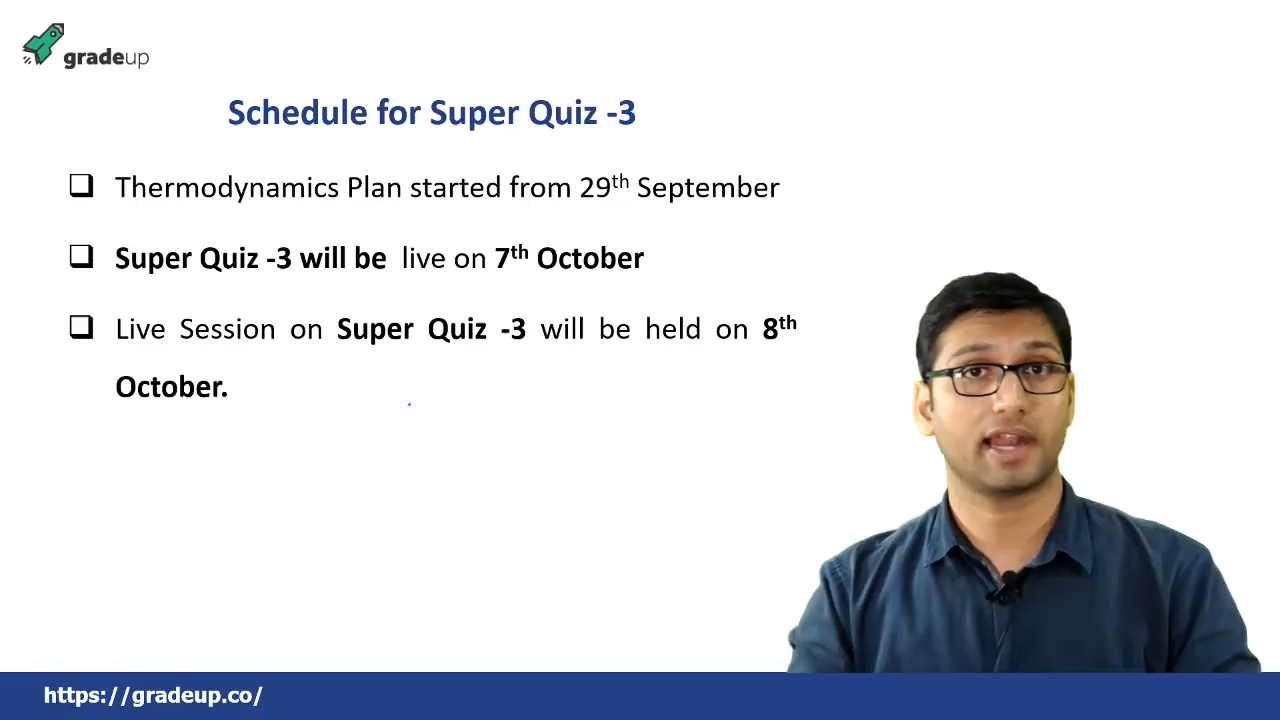 gradeup
Schedule for Super Quiz -3
❑ Thermodynamics Plan started from 29th September
❑ Super Quiz -3 will be live on 7th October
❑ Live Session on Super Quiz -3 will be held on 8th
October.
https://gradeup.co/